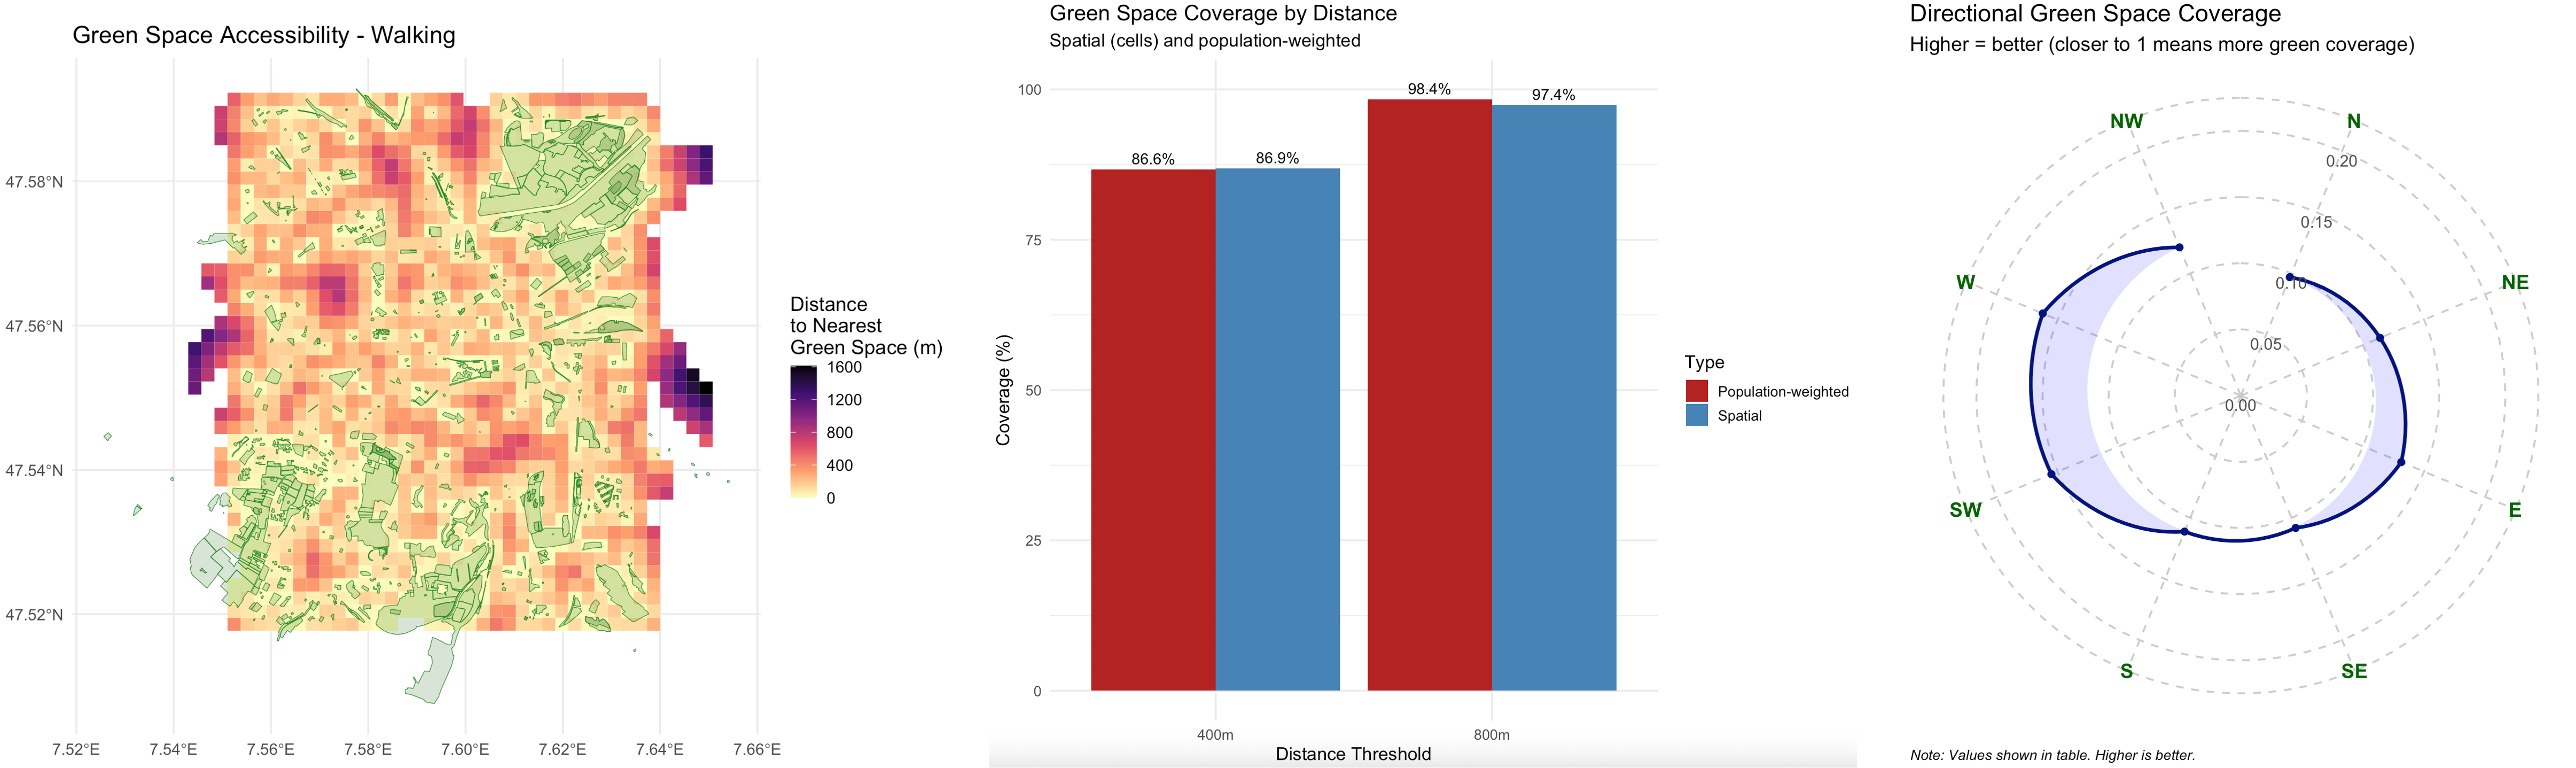 Green Space Accessibility - Walking
47.58°N
47.56°N
47.54°N
47.52°N
7.52°E
7.54°E
7.56°E
7.58°E
7.60°E
7.62°E
7.64°E
7.66°E
Distance
to Nearest
Green Space (m)
1600
1200
800
400
0
Green Space Coverage by Distance
Spatial (cells) and population-weighted
Coverage (%)
100
75
50
25
0
86.6%
86.9%
98.4%
97.4%
400m
800m
Distance Threshold
Type
Population-weighted
Spatial
Directional Green Space Coverage
Higher = better (closer to 1 means more green coverage)
NW
N
0.20
0.15
W
0.10
NE
0.05
0.00
SW
E
S
SE
Note: Values shown in table. Higher is better.